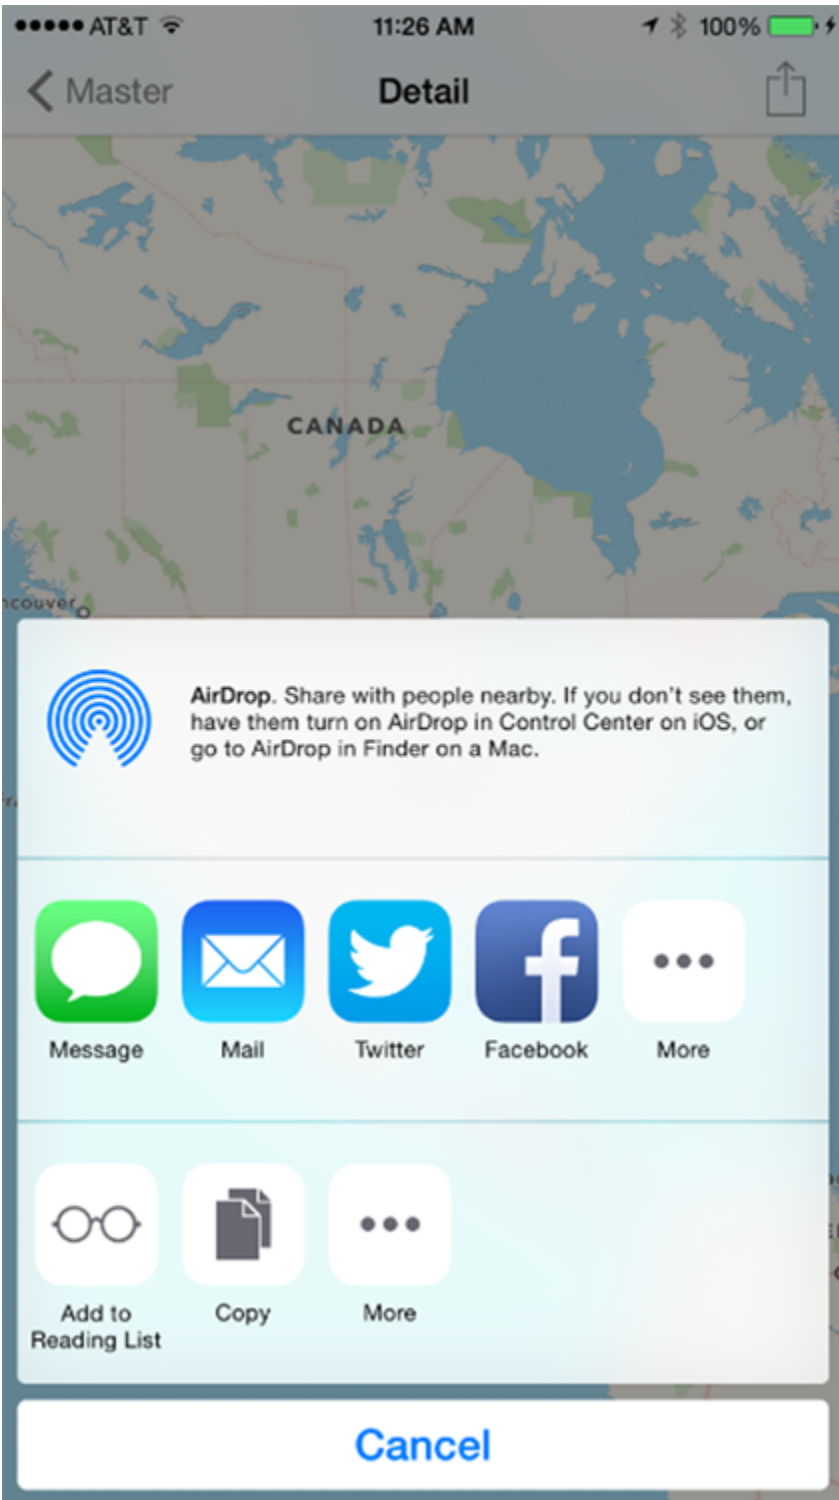 AT&T 11:26 AM 100%
Master Detail
CANADA
ncouver
AirDrop. Share with people nearby. If you don't see them,
have them turn on AirDrop in Control Center on iOS, or
go to AirDrop in Finder on a Mac.
Message Mail Twitter Facebook More
Add to Copy More
Reading List
Cancel